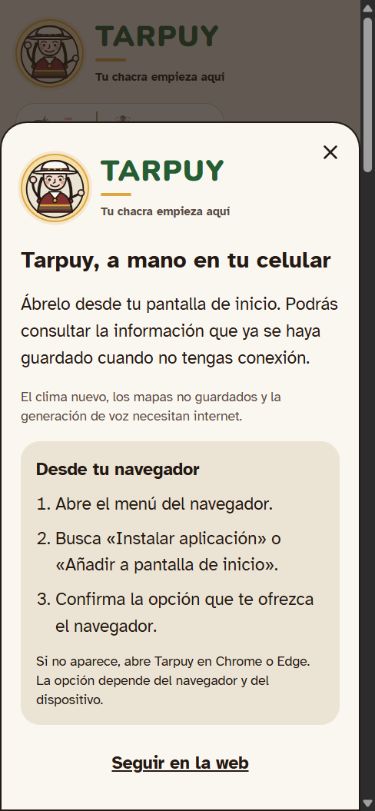 TARPUY
Tu chacra empieza aquí
TARPUY
Tu chacra empieza aquí
Tarpuy, a mano en tu celular
Ábrelo desde tu pantalla de inicio. Podrás
consultar la información que ya se haya
guardado cuando no tengas conexión.
El clima nuevo, los mapas no guardados y la
generación de voz necesitan internet.
Desde tu navegador
1. Abre el menú del navegador.
2. Busca «Instalar aplicación» o
«Añadir a pantalla de inicio».
3. Confirma la opción que te ofrezca
el navegador.
Si no aparece, abre Tarpuy en Chrome o Edge.
La opción depende del navegador y del
dispositivo.
Seguir en la web